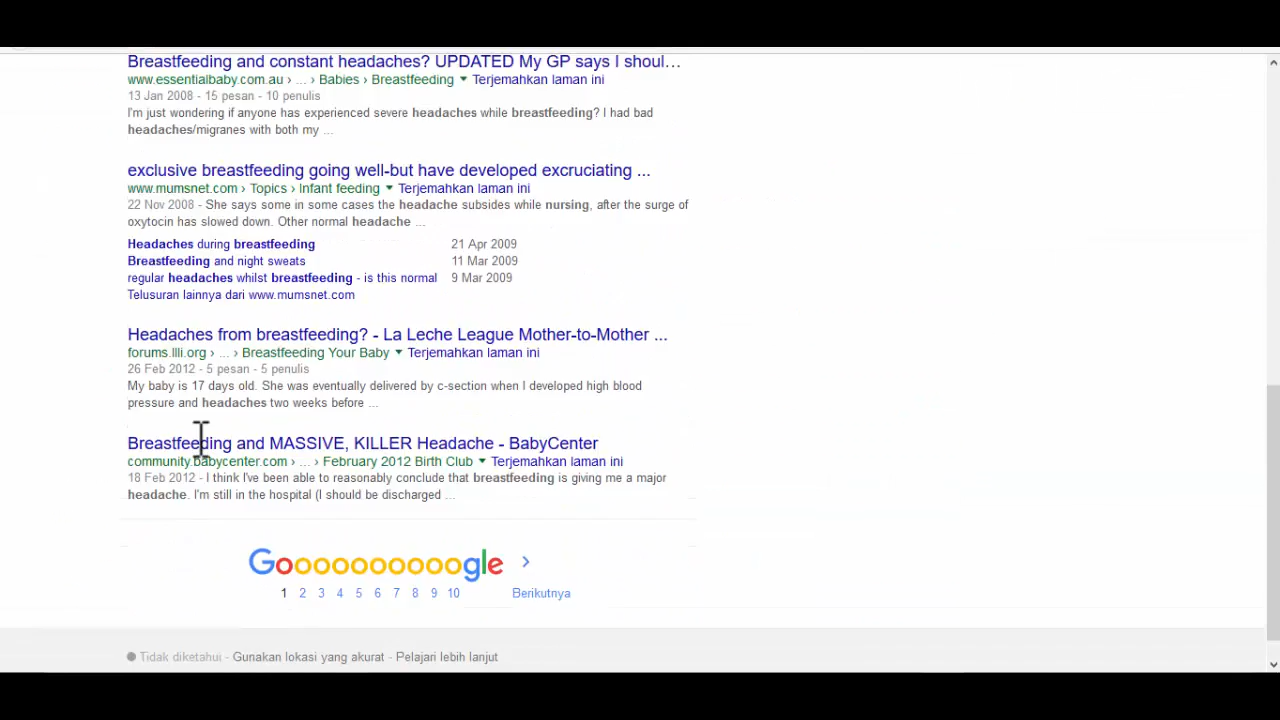 Breastfeeding and constant headaches? UPDATED My GP says I shoul...
www.essentialbaby.com.au › ... › Babies › Breastfeeding ▼ Terjemahkan laman ini
13 Jan 2008 - 15 pesan - 10 penulis
I'm just wondering if anyone has experienced severe headaches while breastfeeding? I had bad
headaches/migranes with both my ...
exclusive breastfeeding going well-but have developed excruciating ...
www.mumsnet.com › Topics › Infant feeding ▼ Terjemahkan laman ini
22 Nov 2008 - She says some in some cases the headache subsides while nursing, after the surge of
oxytocin has slowed down. Other normal headache ...
Headaches during breastfeeding 21 Apr 2009
Breastfeeding and night sweats 11 Mar 2009
regular headaches whilst breastfeeding - is this normal 9 Mar 2009
Telusuran lainnya dari www.mumsnet.com
Headaches from breastfeeding? - La Leche League Mother-to-Mother ...
forums.llli.org › ... › Breastfeeding Your Baby ▼ Terjemahkan laman ini
26 Feb 2012 - 5 pesan - 5 penulis
My baby is 17 days old. She was eventually delivered by c-section when I developed high blood
pressure and headaches two weeks before ...
Breastfeeding and MASSIVE, KILLER Headache - BabyCenter
community.babycenter.com › ... › February 2012 Birth Club ▼ Terjemahkan laman ini
18 Feb 2012 - I think I've been able to reasonably conclude that breastfeeding is giving me a major
headache. I'm still in the hospital (I should be discharged ...
Goooooooooogle ›
1 2 3 4 5 6 7 8 9 10 Berikutnya
Tidak diketahui - Gunakan lokasi yang akurat - Pelajari lebih lanjut